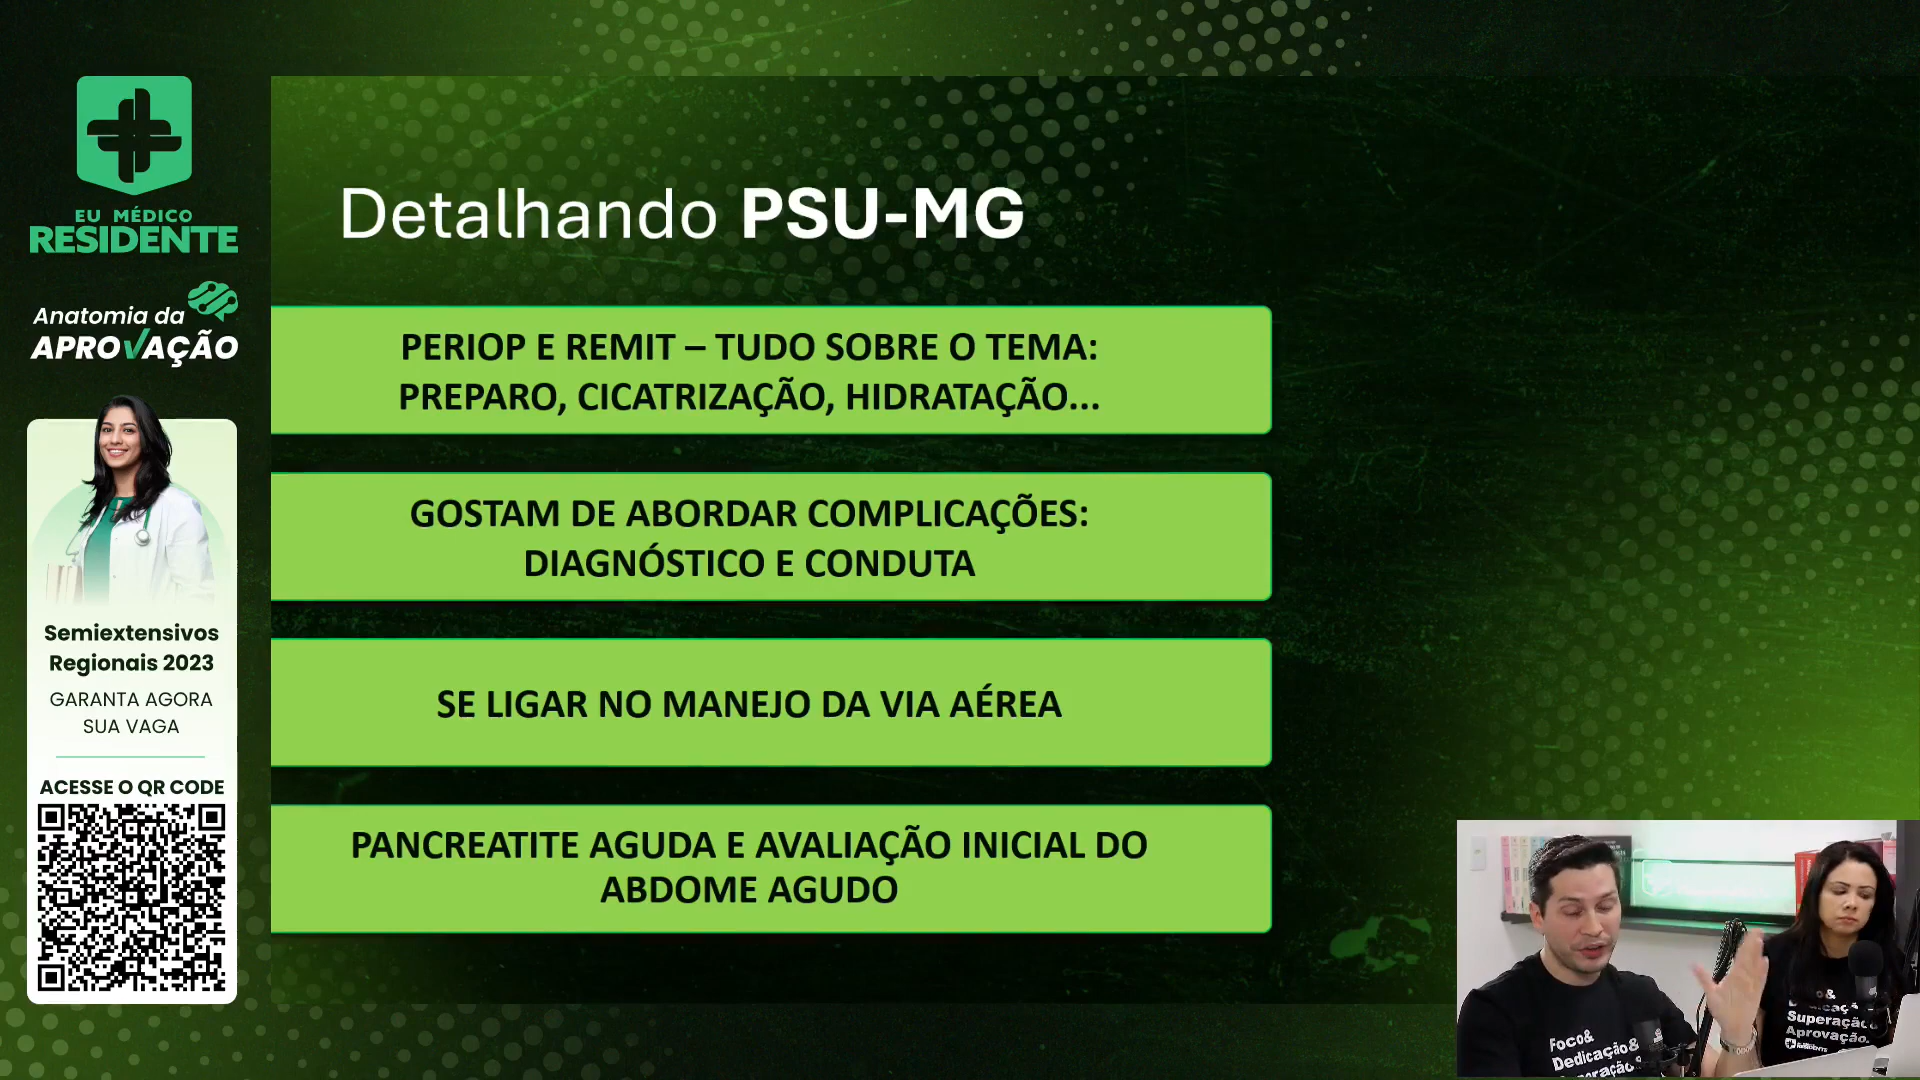 EU MÉDICO
RESIDENTE
Anatomia da
APROVAÇÃO
Semiextensivos
Regionais 2023
GARANTA AGORA
SUA VAGA
ACESSE O QR CODE
Detalhando PSU-MG
PERIOP E REMIT – TUDO SOBRE O TEMA:
PREPARO, CICATRIZAÇÃO, HIDRATAÇÃO...
GOSTAM DE ABORDAR COMPLICAÇÕES:
DIAGNÓSTICO E CONDUTA
SE LIGAR NO MANEJO DA VIA AÉREA
PANCREATITE AGUDA E AVALIAÇÃO INICIAL DO
ABDOME AGUDO
Foco&
Dedicação&
Superação
Aprovação.